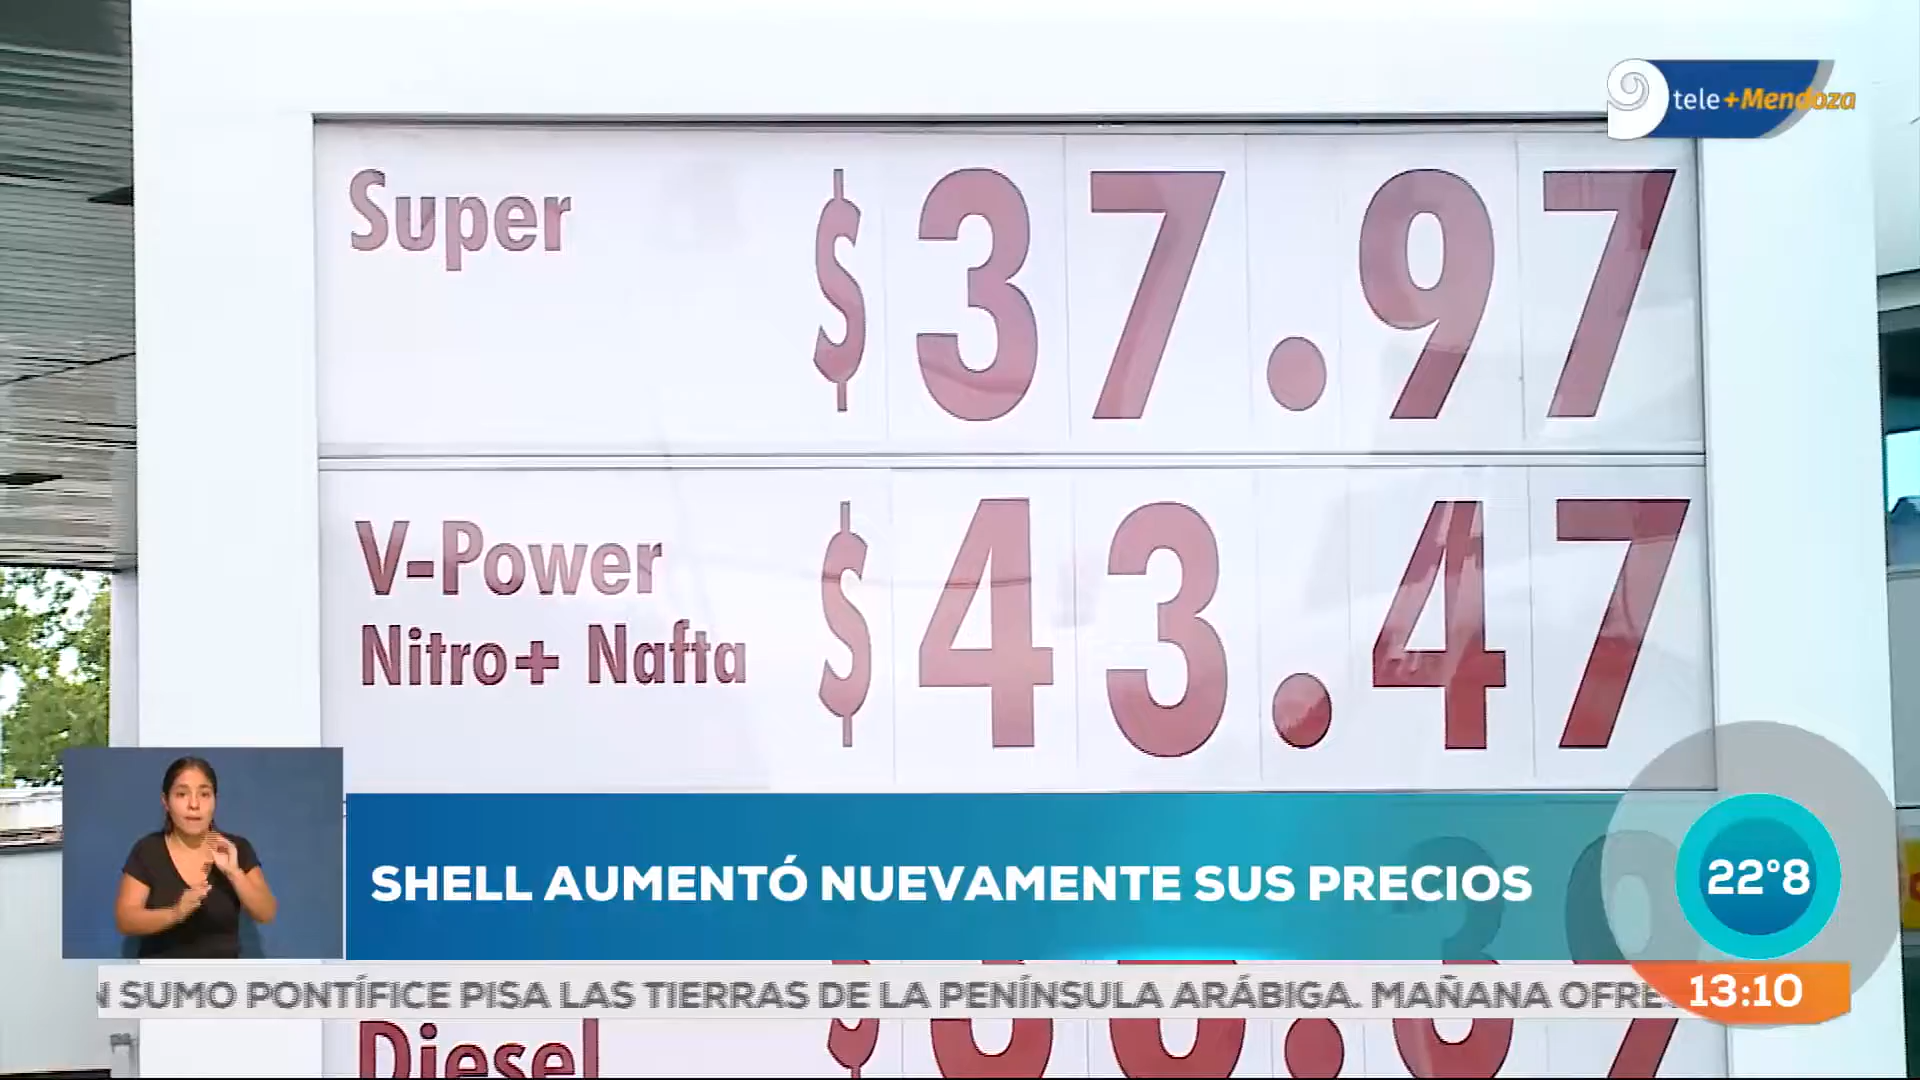 9 tele+Mendoza
Super $37.97
V-Power
Nitro+ Nafta $43.47
SHELL AUMENTÓ NUEVAMENTE SUS PRECIOS
22°8
SUMO PONTÍFICE PISA LAS TIERRAS DE LA PENÍNSULA ARÁBIGA. MAÑANA
13:10
Diesel